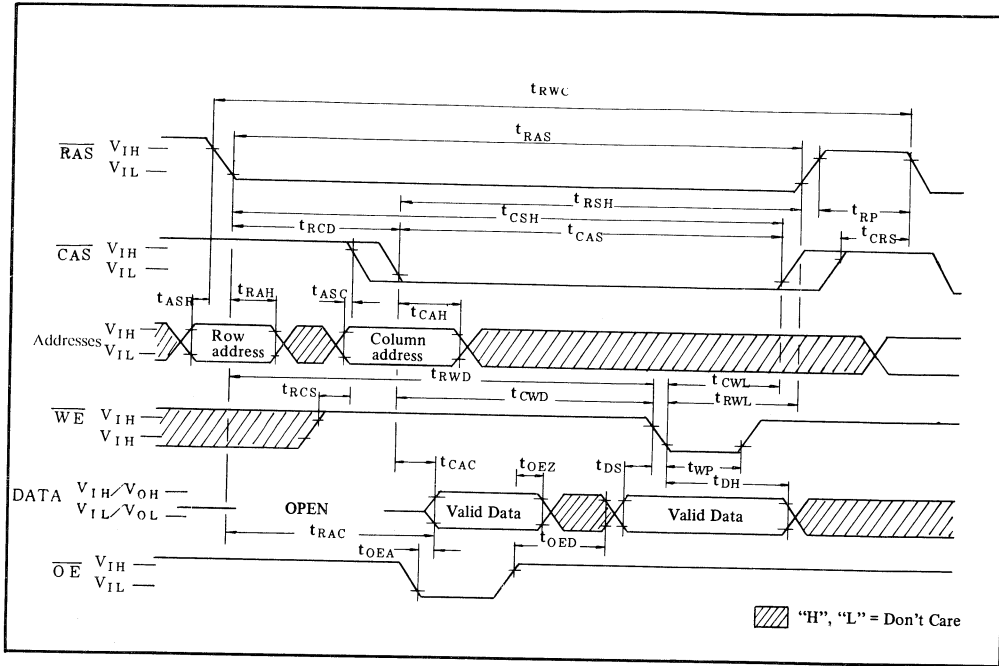 tRWC
tRAS
RAS VIH
VIL
tRSH
tCSH
tRP
tRCD
tCAS
tCRS
CAS VIH
VIL
tASR
tRAH
tASC
tCAH
Addresses VIH
VIL
Row address
Column address
tRWD
tCWL
tRCS
tCWD
tRWL
WE VIH
VIH
tCAC
tOEZ
tDS
tWP
tDH
DATA VIH/VOH
VIL/VOL
OPEN
Valid Data
Valid Data
tRAC
tOEA
tOED
OE VIH
VIL
"H", "L" = Don't Care